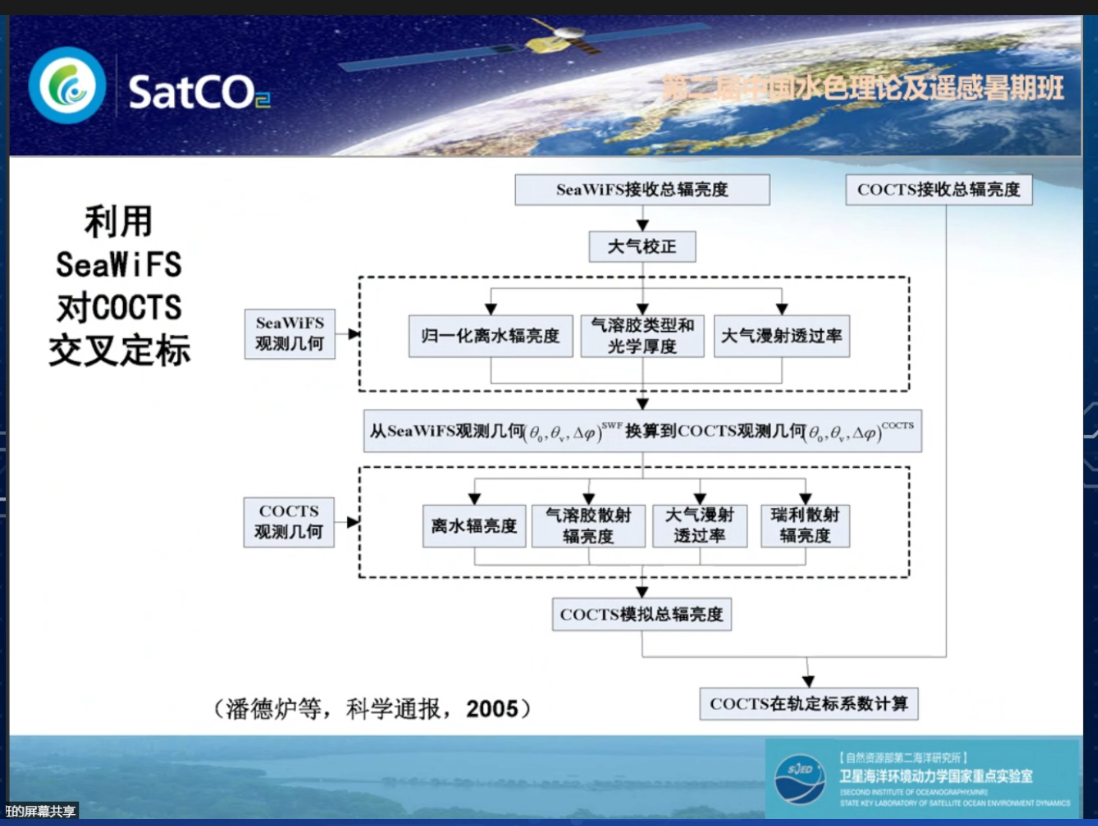 SatCO2
第二届中国水色理论及遥感暑期班
利用
SeaWiFS
对COCTS
交叉定标
SeaWiFS接收总辐亮度
COCTS接收总辐亮度
大气校正
SeaWiFS
观测几何
归一化离水辐亮度
气溶胶类型和
光学厚度
大气漫射透过率
从SeaWiFS观测几何(θ₀,θᵥ,Δφ)^SWF换算到COCTS观测几何(θ₀,θᵥ,Δφ)^COCTS
COCTS
观测几何
离水辐亮度
气溶胶散射
辐亮度
大气漫射
透过率
瑞利散射
辐亮度
COCTS模拟总辐亮度
COCTS在轨定标系数计算
（潘德炉等，科学通报，2005）
SOED
【自然资源部第二海洋研究所】
卫星海洋环境动力学国家重点实验室
[SECOND INSTITUTE OF OCEANOGRAPHY,MNR]
STATE KEY LABORATORY OF SATELLITE OCEAN ENVIRONMENT DYNAMICS
的屏幕共享